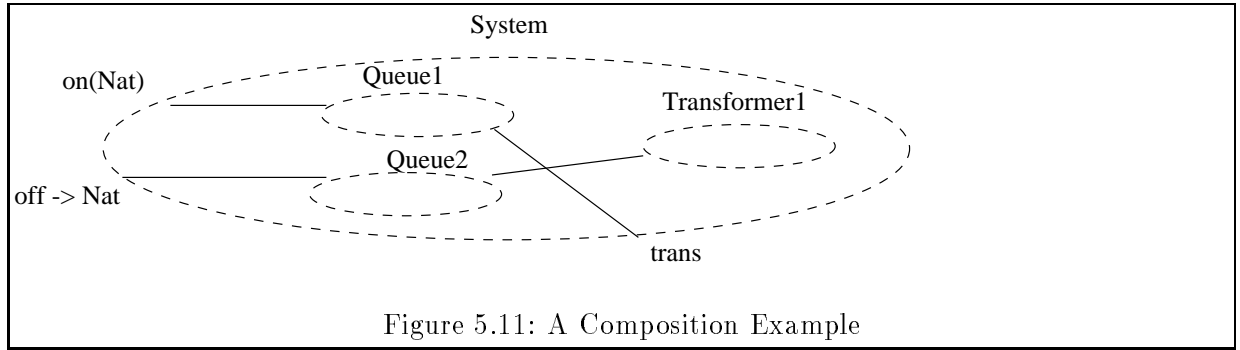 System
on(Nat)
Queue1
Transformer1
Queue2
off -> Nat
trans
Figure 5.11: A Composition Example